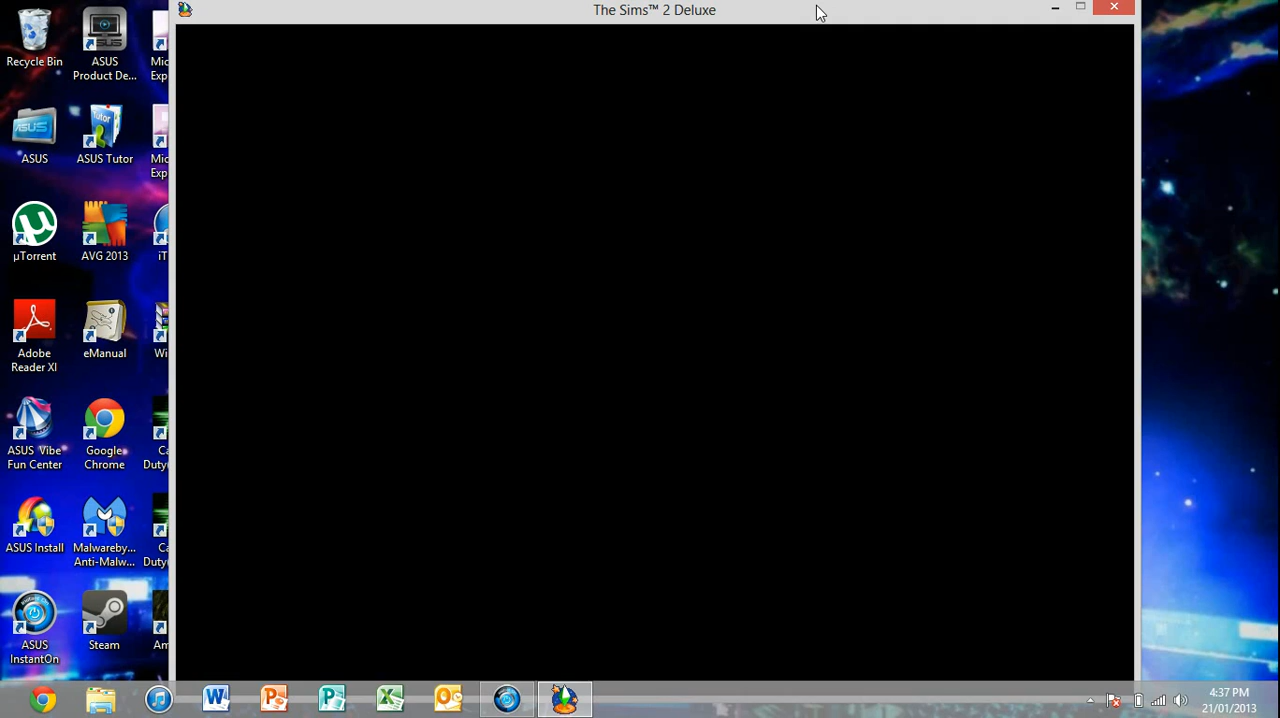 The Sims™ 2 Deluxe
Recycle Bin
ASUS
Product De...
Mic
Exp
ASUS
ASUS Tutor
Mic
Exp
µTorrent
AVG 2013
iT
Adobe
Reader XI
eManual
Wi
ASUS Vibe
Fun Center
Google
Chrome
Ca
Duty
ASUS Install
Malwareby...
Anti-Malw...
Ca
Duty
ASUS
InstantOn
Steam
Am
4:37 PM
21/01/2013